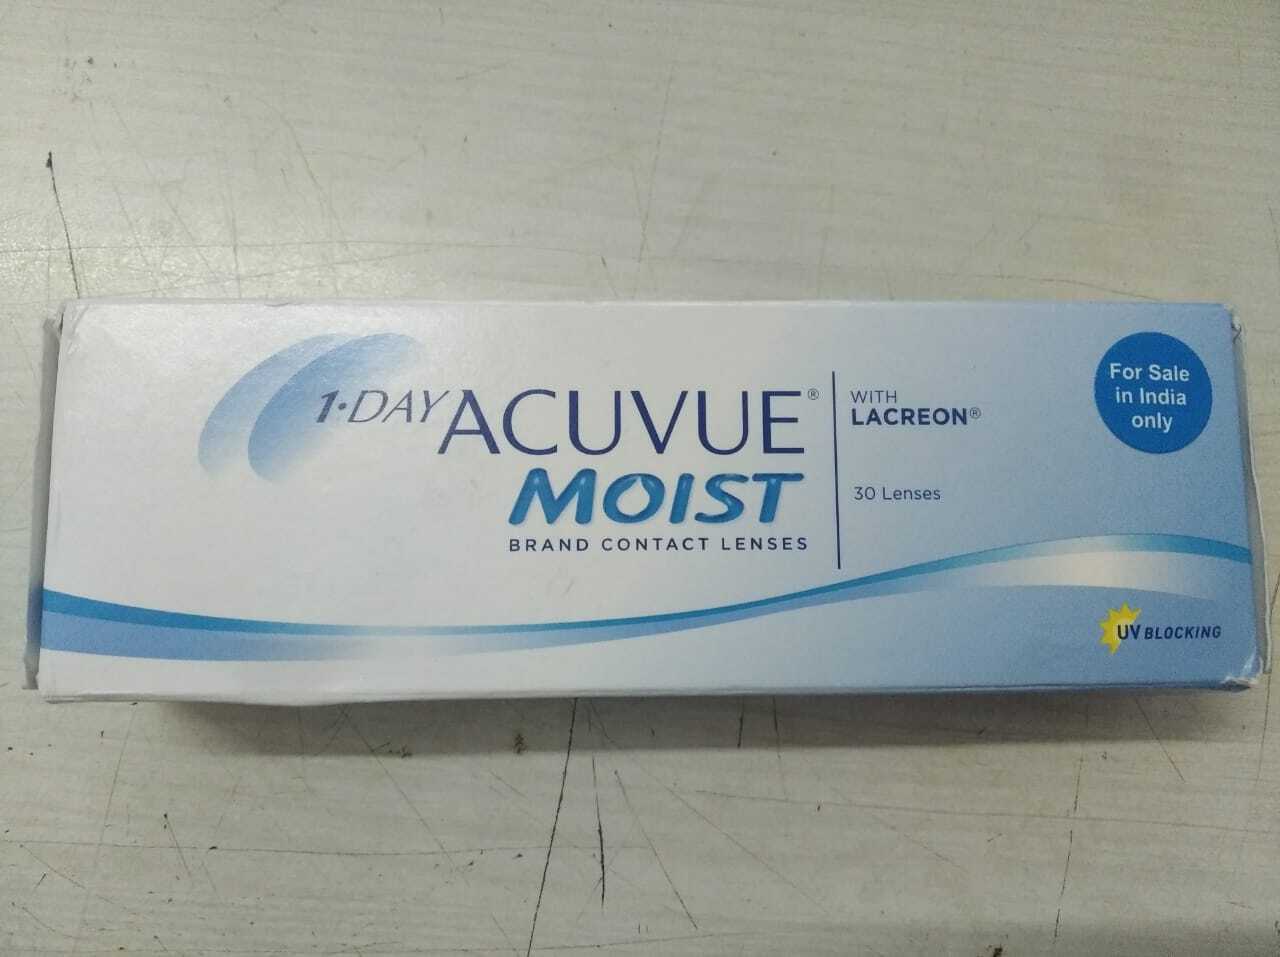 1·DAY ACUVUE®
MOIST
BRAND CONTACT LENSES
WITH
LACREON®
30 Lenses
For Sale
in India
only
UV BLOCKING